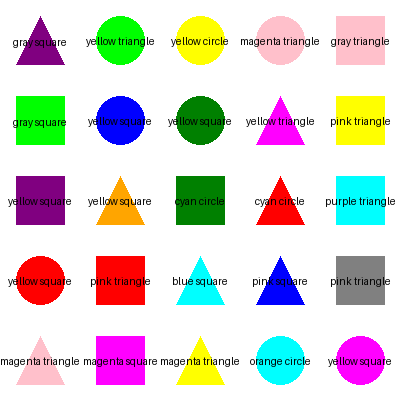 gray square yellow triangle yellow circle magenta triangle gray triangle
gray square yellow square yellow square yellow triangle pink triangle
yellow square yellow square cyan circle cyan circle purple triangle
yellow square pink triangle blue square pink square pink triangle
magenta triangle magenta square magenta triangle orange circle yellow square